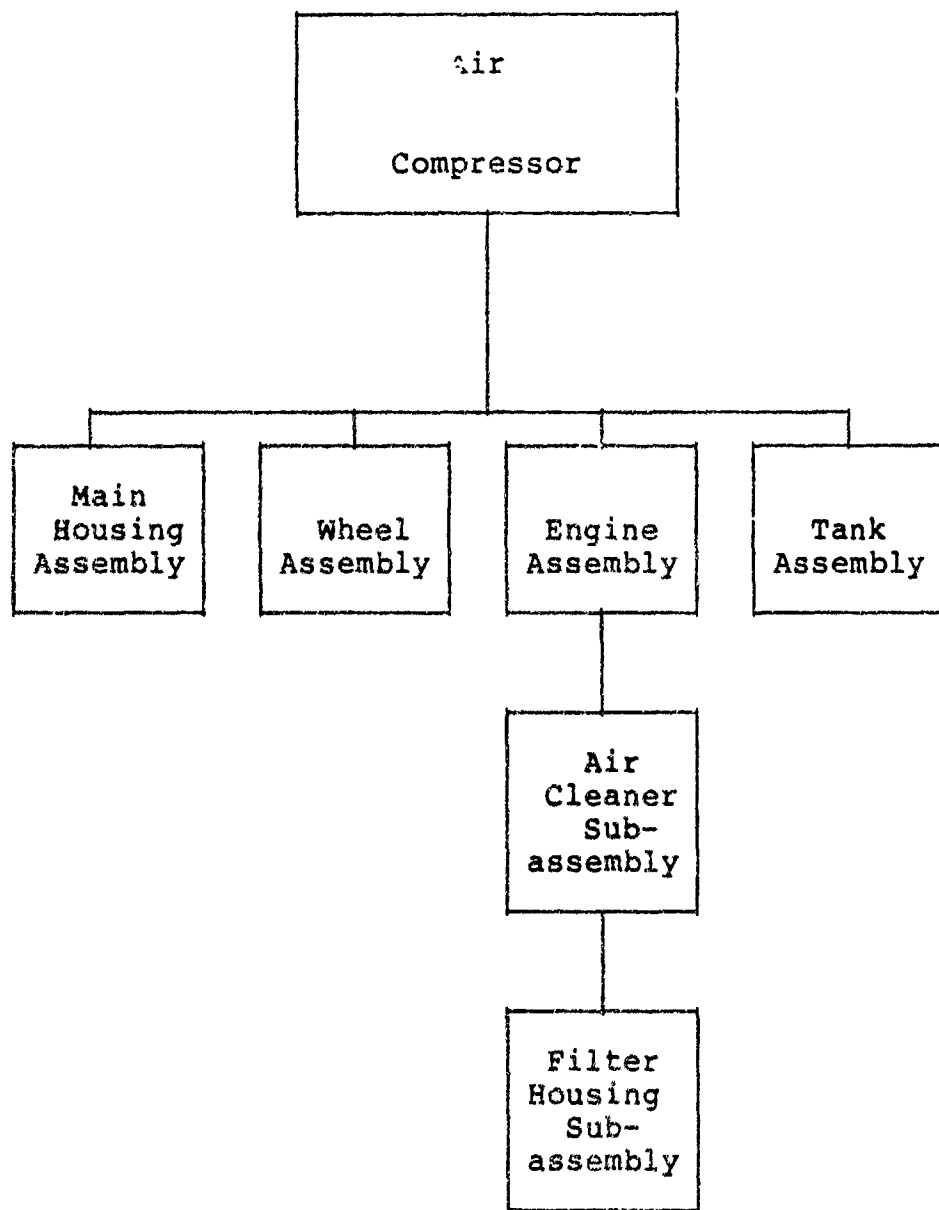 Air
Compressor
Main
Housing
Assembly
Wheel
Assembly
Engine
Assembly
Tank
Assembly
Air
Cleaner
Sub-
assembly
Filter
Housing
Sub-
assembly